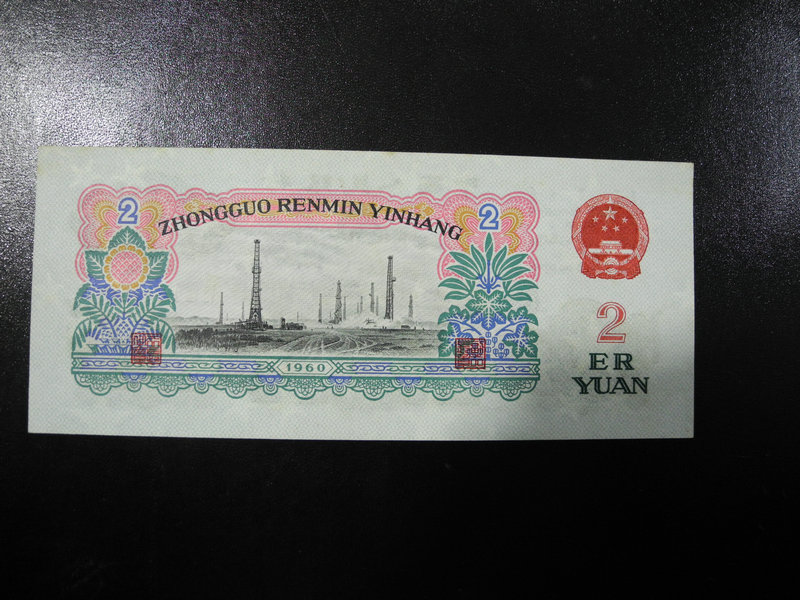 2
ZHONGGUO RENMIN YINHANG
2
1960
2
ER
YUAN